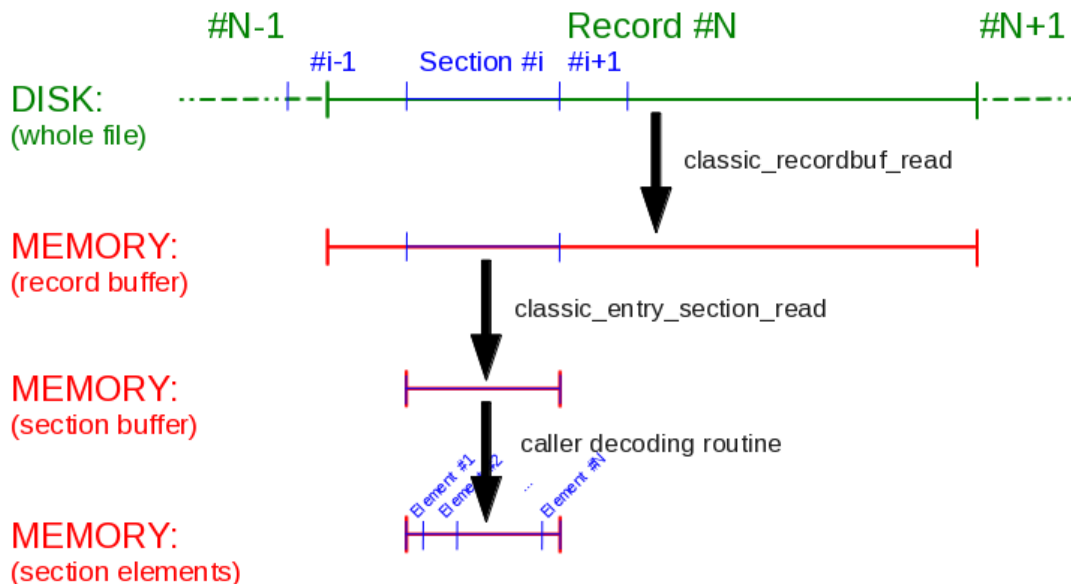 #N-1 Record #N #N+1
#i-1 Section #i #i+1
DISK:
(whole file)
classic_recordbuf_read
MEMORY:
(record buffer)
classic_entry_section_read
MEMORY:
(section buffer)
caller decoding routine
Element #1 Element #2 ... Element #N
MEMORY:
(section elements)